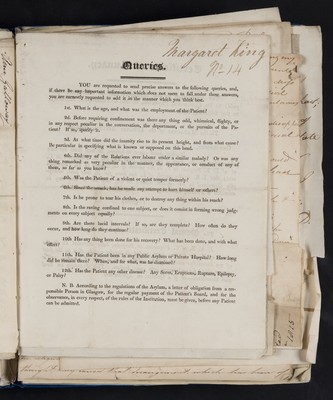 Margaret King
No 14
Queries.
YOU are requested to send precise answers to the following queries, and,
if there be any important information which does not seem to fall under these answers,
you are earnestly requested to add it in the manner which you think best.
1st. What is the age, and what was the employment of the Patient?
2d. Before requiring confinement was there any thing odd, whimsical, flighty, or
in any respect peculiar in the conversation, the department, or the pursuits of the Pa-
tient? If so, specify it.
3d. At what time did the insanity rise to its present height, and from what cause?
Be particular in specifying what is known or supposed on this head.
4th. Did any of the Relations ever labour under a similar malady? Or was any
thing remarked as very peculiar in the manner, the appearance, or conduct of any of
them, so far as you know?
5th. Was the Patient of a violent or quiet temper formerly?
6th. Since the attack has he made any attempt to hurt himself or others?
7th. Is he prone to tear his clothes, or to destroy any thing within his reach?
8th. Is the raving confined to one subject, or does it consist in forming wrong judg-
ments on every subject equally?
9th. Are there lucid intervals? If so, are they complete? How often do they
occur, and how long do they continue?
10th. Has any thing been done for his recovery? What has been done, and with what
effect?
11th. Has the Patient been in any Public Asylum or Private Hospital? How long
did he remain there? When, and for what, was he dismissed?
12th. Has the Patient any other disease? Any Sores, Eruptions, Rupture, Epilepsy,
or Palsy?
N. B. According to the regulations of the Asylum, a letter of obligation from a res-
ponsible Person in Glasgow, for the regular payment of the Patient's Board, and for the
observance, in every respect, of the rules of the Institution, must be given, before any Patient
can be admitted.
1815